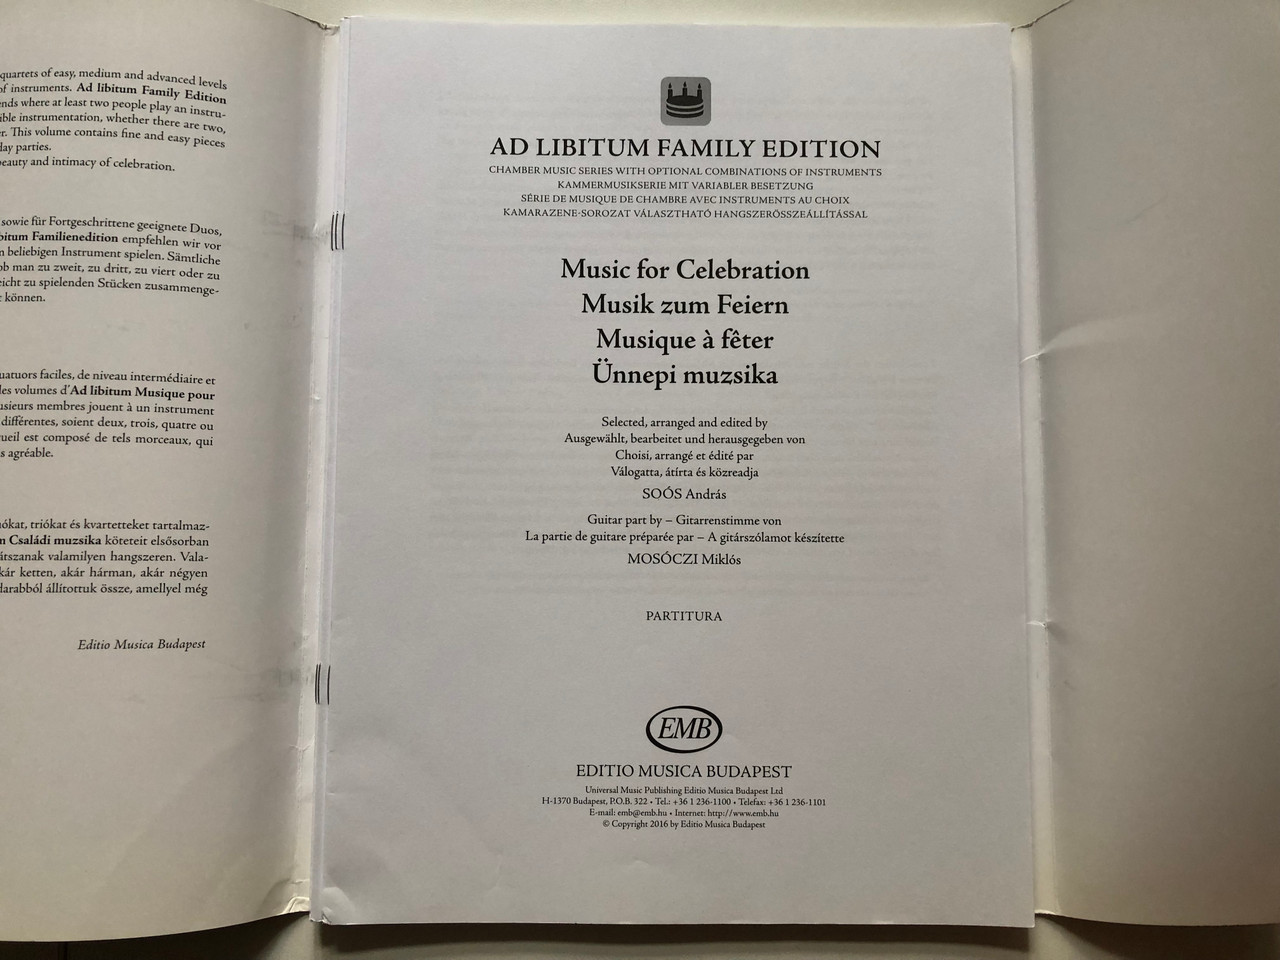 quartets of easy, medium and advanced levels
of instruments. Ad libitum Family Edition
ends where at least two people play an instru-
ible instrumentation, whether there are two,
r. This volume contains fine and easy pieces
day parties.
beauty and intimacy of celebration.
sowie für Fortgeschrittene geeignete Duos,
bitum Familienedition empfehlen wir vor
n beliebigen Instrument spielen. Sämtliche
ob man zu zweit, zu dritt, zu viert oder zu
eicht zu spielenden Stücken zusammenge-
t können.
uatuors faciles, de niveau intermédiaire et
les volumes d'Ad libitum Musique pour
usieurs membres jouent à un instrument
différentes, soient deux, trois, quatre ou
ueil est composé de tels morceaux, qui
s agréable.
iókat, triókat és kvartetteket tartalmaz-
n Családi muzsika köteteit elsősorban
átszanak valamilyen hangszeren. Vala-
kár ketten, akár hárman, akár négyen
darabból állítottuk össze, amellyel még
Editio Musica Budapest
AD LIBITUM FAMILY EDITION
CHAMBER MUSIC SERIES WITH OPTIONAL COMBINATIONS OF INSTRUMENTS
KAMMERMUSIKSERIE MIT VARIABLER BESETZUNG
SÉRIE DE MUSIQUE DE CHAMBRE AVEC INSTRUMENTS AU CHOIX
KAMARAZENE-SOROZAT VÁLASZTHATÓ HANGSZERÖSSZEÁLLÍTÁSSAL
Music for Celebration
Musik zum Feiern
Musique à fêter
Ünnepi muzsika
Selected, arranged and edited by
Ausgewählt, bearbeitet und herausgegeben von
Choisi, arrangé et édité par
Válogatta, átírta és közreadja
SOÓS András
Guitar part by – Gitarrenstimme von
La partie de guitare préparée par – A gitárszólamot készítette
MOSÓCZI Miklós
PARTITURA
EMB
EDITIO MUSICA BUDAPEST
Universal Music Publishing Editio Musica Budapest Ltd
H-1370 Budapest, P.O.B. 322 • Tel.: +36 1 236-1100 • Telefax: +36 1 236-1101
E-mail: emb@emb.hu • Internet: http://www.emb.hu
© Copyright 2016 by Editio Musica Budapest